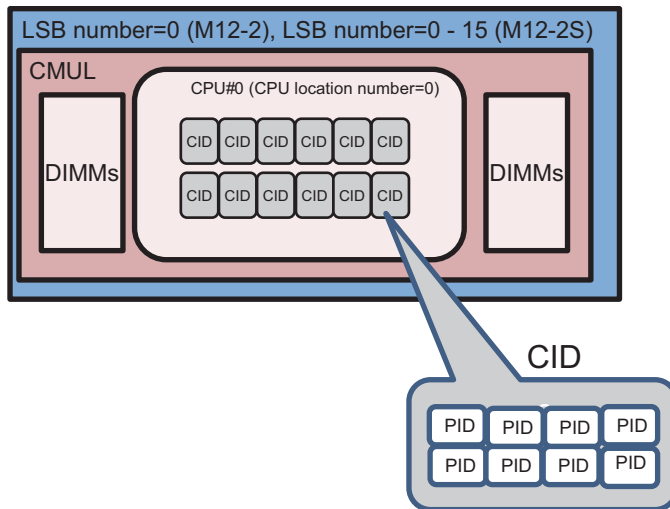 LSB number=0 (M12-2), LSB number=0 - 15 (M12-2S)
CMUL
CPU#0 (CPU location number=0)
CID CID CID CID CID CID
DIMMs DIMMs
CID CID CID CID CID CID
CID
PID PID PID PID
PID PID PID PID